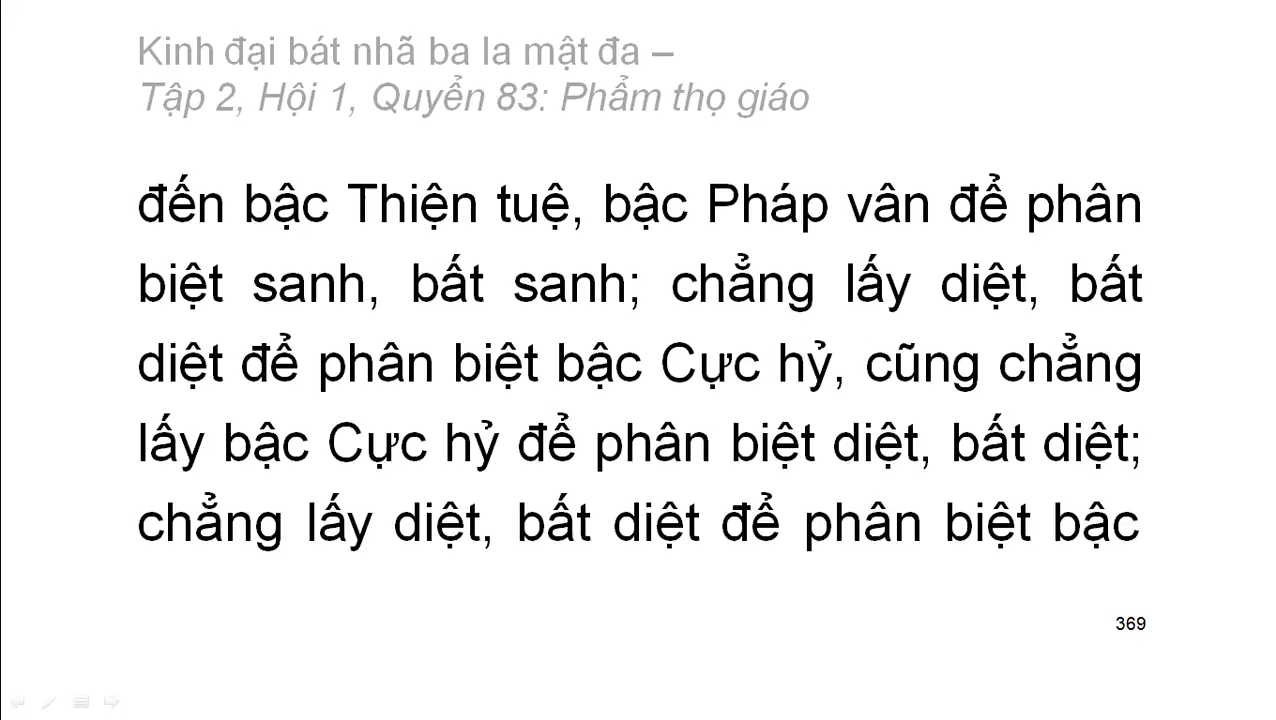 Kinh đại bát nhã ba la mật đa –
Tập 2, Hội 1, Quyển 83: Phẩm thọ giáo
đến bậc Thiện tuệ, bậc Pháp vân để phân
biệt sanh, bất sanh; chẳng lấy diệt, bất
diệt để phân biệt bậc Cực hỷ, cũng chẳng
lấy bậc Cực hỷ để phân biệt diệt, bất diệt;
chẳng lấy diệt, bất diệt để phân biệt bậc
369